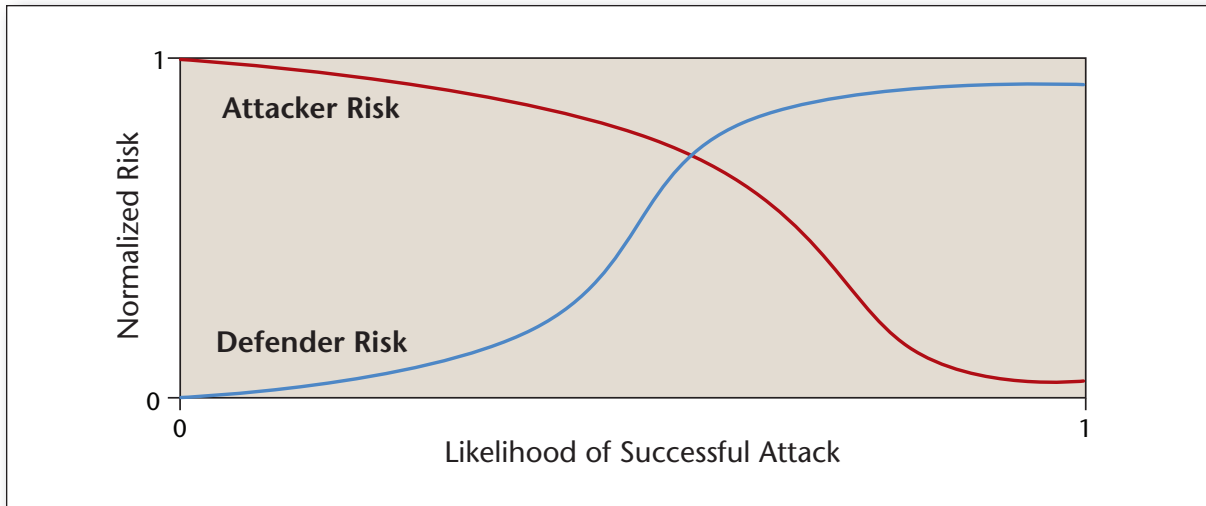 1
Attacker Risk
Normalized Risk
Defender Risk
0
0
1
Likelihood of Successful Attack